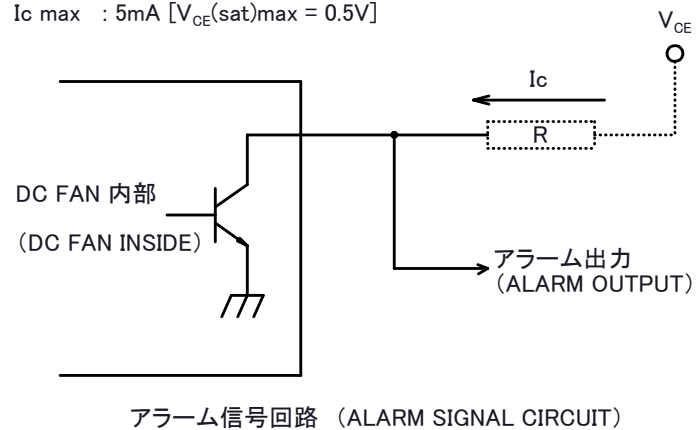 Ic max : 5mA [VCE(sat)max = 0.5V]
VCE
Ic
R
DC FAN 内部
（DC FAN INSIDE）
アラーム出力
（ALARM OUTPUT）
アラーム信号回路 （ALARM SIGNAL CIRCUIT）